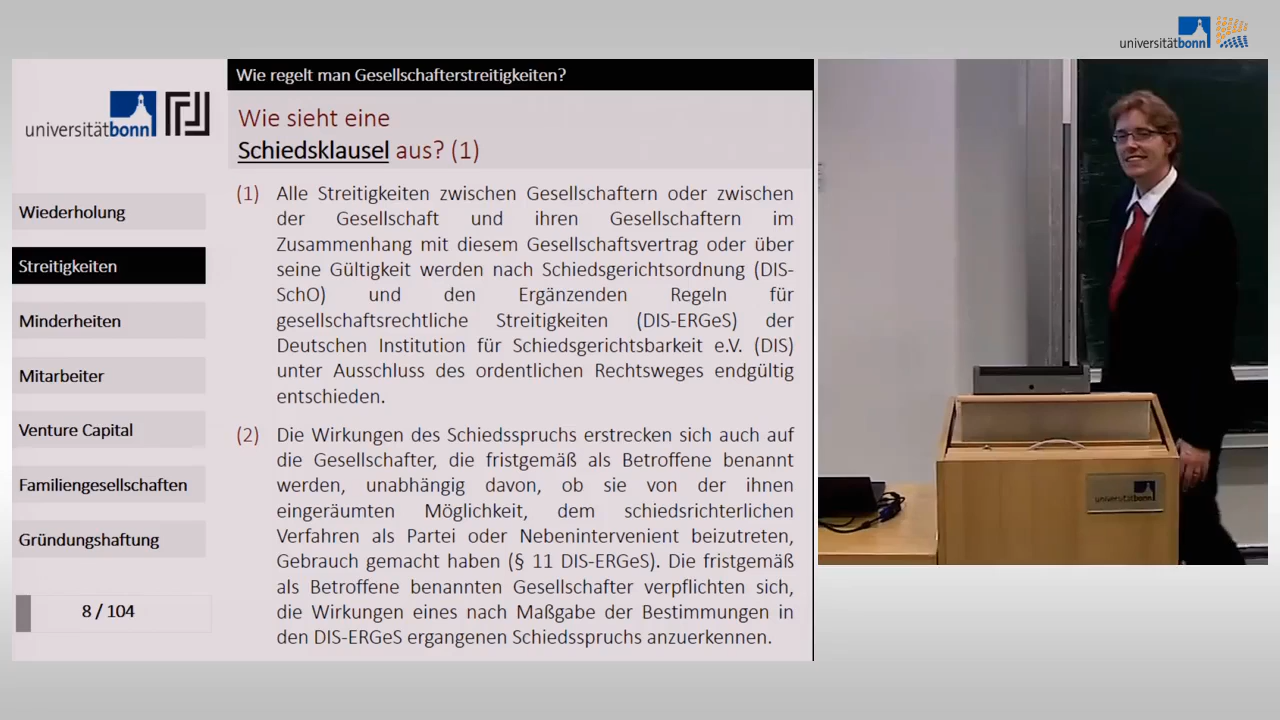 universitätbonn
Wie regelt man Gesellschafterstreitigkeiten?
universitätbonn
Wie sieht eine
Schiedsklausel aus? (1)
Wiederholung
Streitigkeiten
Minderheiten
Mitarbeiter
Venture Capital
Familiengesellschaften
Gründungshaftung
8 / 104
(1) Alle Streitigkeiten zwischen Gesellschaftern oder zwischen
der Gesellschaft und ihren Gesellschaftern im
Zusammenhang mit diesem Gesellschaftsvertrag oder über
seine Gültigkeit werden nach Schiedsgerichtsordnung (DIS-
SchO) und den Ergänzenden Regeln für
gesellschaftsrechtliche Streitigkeiten (DIS-ERGeS) der
Deutschen Institution für Schiedsgerichtsbarkeit e.V. (DIS)
unter Ausschluss des ordentlichen Rechtsweges endgültig
entschieden.
(2) Die Wirkungen des Schiedsspruchs erstrecken sich auch auf
die Gesellschafter, die fristgemäß als Betroffene benannt
werden, unabhängig davon, ob sie von der ihnen
eingeräumten Möglichkeit, dem schiedsrichterlichen
Verfahren als Partei oder Nebenintervenient beizutreten,
Gebrauch gemacht haben (§ 11 DIS-ERGeS). Die fristgemäß
als Betroffene benannten Gesellschafter verpflichten sich,
die Wirkungen eines nach Maßgabe der Bestimmungen in
den DIS-ERGeS ergangenen Schiedsspruchs anzuerkennen.
universitätbonn